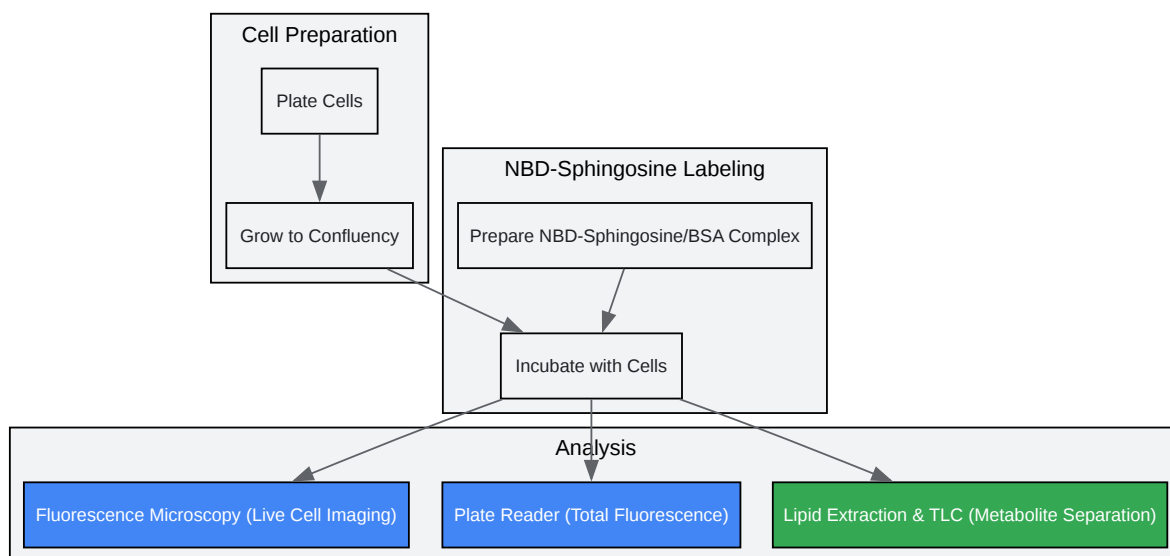 Cell Preparation
Plate Cells
Grow to Confluency
NBD-Sphingosine Labeling
Prepare NBD-Sphingosine/BSA Complex
Incubate with Cells
Analysis
Fluorescence Microscopy (Live Cell Imaging)
Plate Reader (Total Fluorescence)
Lipid Extraction & TLC (Metabolite Separation)